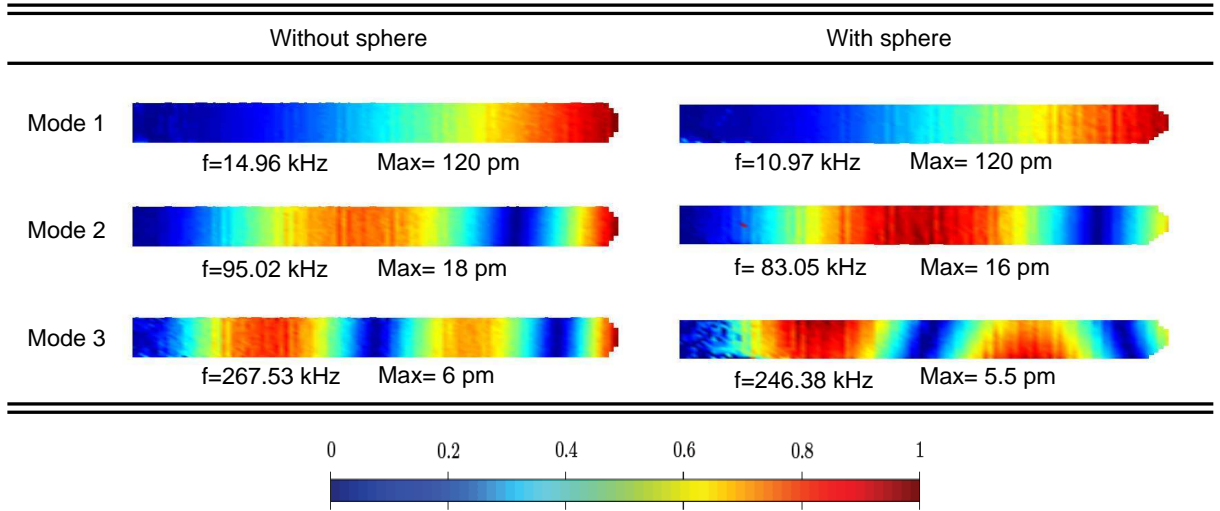 Without sphere With sphere
Mode 1
f=14.96 kHz Max= 120 pm f=10.97 kHz Max= 120 pm
Mode 2
f=95.02 kHz Max= 18 pm f= 83.05 kHz Max= 16 pm
Mode 3
f=267.53 kHz Max= 6 pm f=246.38 kHz Max= 5.5 pm
0 0.2 0.4 0.6 0.8 1